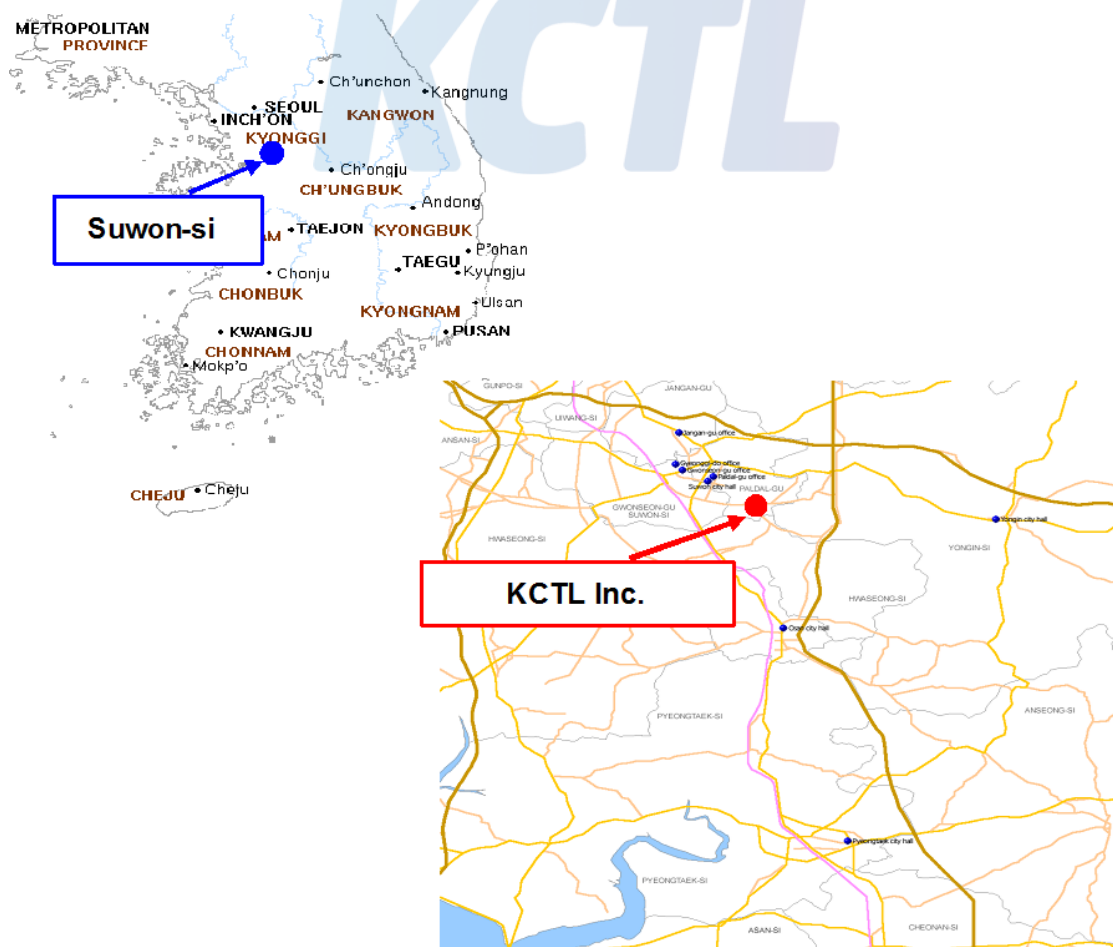 KCTL
METROPOLITAN
PROVINCE
Ch'unchon
Kangnung
SEOUL
INCH'ON
KANGWON
KYONGGI
Ch'ongju
CH'UNGBUK
Andong
Suwon-si
AM
TAEJON
KYONGBUK
P'ohan
TAEGU
Kyungju
Chonju
CHONBUK
Ulsan
KYONGNAM
KWANGJU
PUSAN
CHONNAM
Mokp'o
CHEJU
Cheju
GUNPO-SI
JANGAN-GU
UIWANG-SI
Jangan-gu office
ANSAN-SI
Gyeonggi-do office
Gwonseon-gu office
Paldal-gu office
Suwon city hall
PALDAL-GU
GWONSEON-GU
SUWON-SI
Yongin city hall
HWASEONG-SI
YONGIN-SI
KCTL Inc.
HWASEONG-SI
Osan city hall
PYEONGTAEK-SI
ANSEONG-SI
Pyeongtaek city hall
PYEONGTAEK-SI
ASAN-SI
CHEONAN-SI